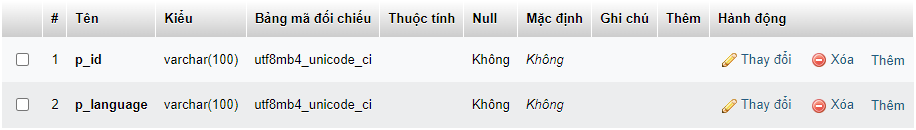 # Tên Kiểu Bảng mã đối chiếu Thuộc tính Null Mặc định Ghi chú Thêm Hành động
1 p_id varchar(100) utf8mb4_unicode_ci Không Không Thay đổi Xóa Thêm
2 p_language varchar(100) utf8mb4_unicode_ci Không Không Thay đổi Xóa Thêm